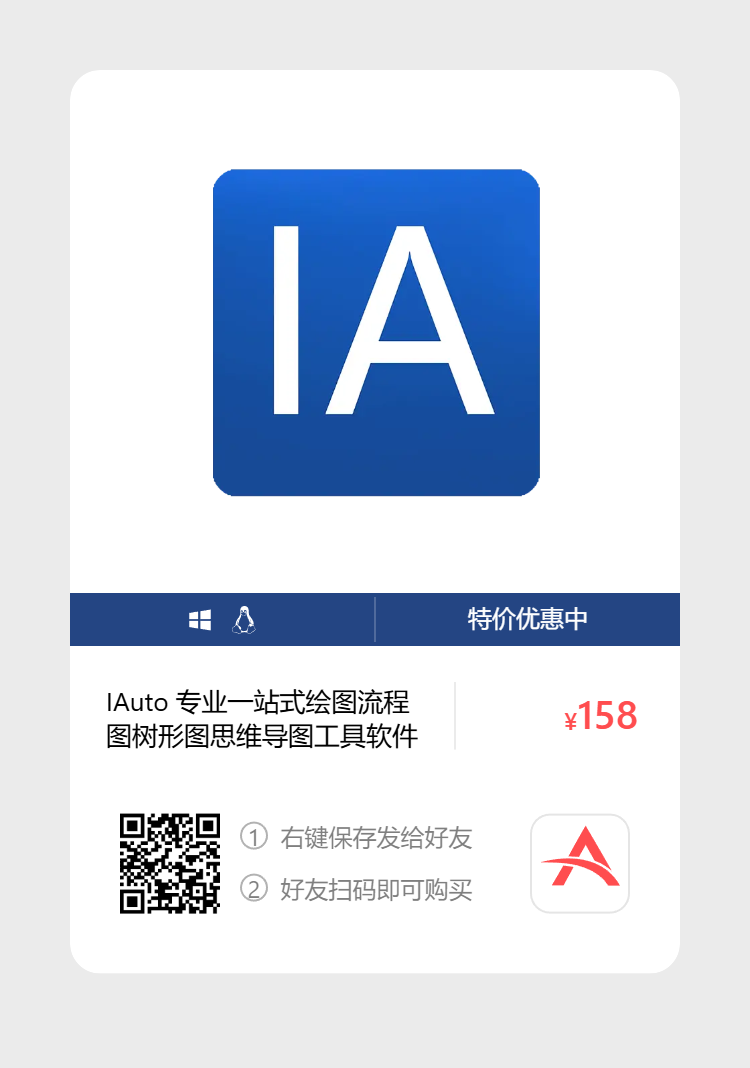 IA
特价优惠中
IAuto 专业一站式绘图流程
图树形图思维导图工具软件
¥158
① 右键保存发给好友
② 好友扫码即可购买